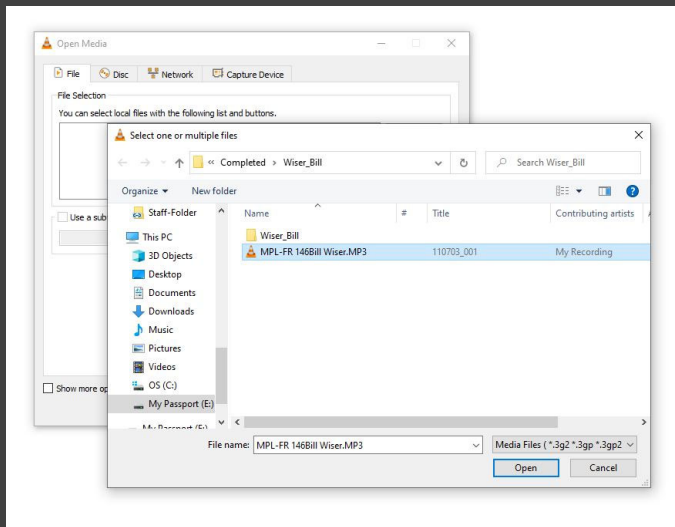 Open Media
File Disc Network Capture Device
File Selection
You can select local files with the following list and buttons.
Select one or multiple files
« Completed › Wiser_Bill
Search Wiser_Bill
Organize New folder
Staff-Folder
Name # Title Contributing artists
Use a sub
This PC
Wiser_Bill
3D Objects
MPL-FR 146Bill Wiser.MP3 110703_001 My Recording
Desktop
Documents
Downloads
Music
Pictures
Videos
OS (C:)
Show more op
My Passport (E:)
My Passport (E:)
File name: MPL-FR 146Bill Wiser.MP3 Media Files ( *.3g2 *.3gp *.3gp2
Open Cancel